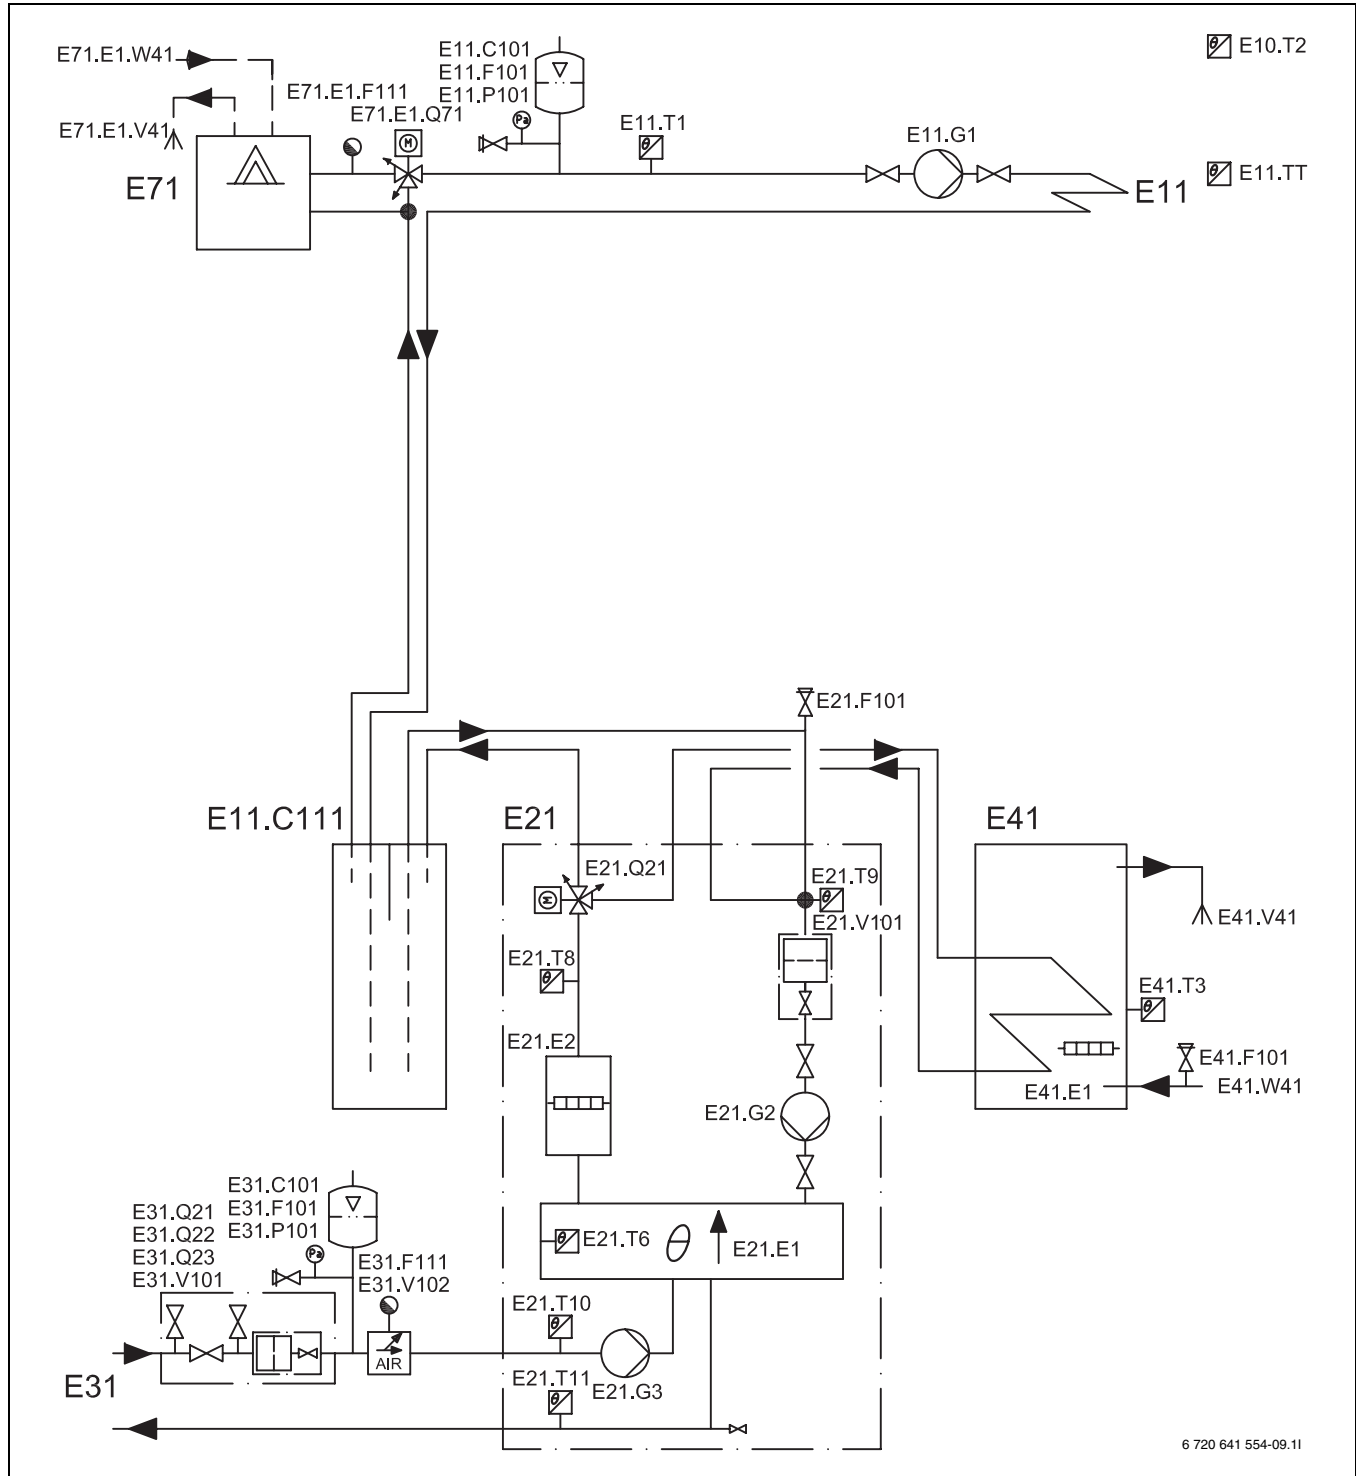 E71.E1.W41
E71.E1.V41
E71.E1.F111
E71.E1.Q71
M
E11.C101
E11.F101
E11.P101
Pa
E11.T1
θ
E11.G1
θ E10.T2
θ E11.TT
E71
E11
E21.F101
E11.C111
E21
E41
E21.Q21
M
E21.T9
θ
E21.V101
E41.V41
E21.T8
θ
E41.T3
θ
E21.E2
E41.F101
E41.E1
E41.W41
E21.G2
E31.C101
E31.F101
E31.P101
Pa
E31.Q21
E31.Q22
E31.Q23
E31.V101
E31.F111
E31.V102
AIR
θ E21.T6
E21.E1
E21.T10
θ
E21.G3
E21.T11
θ
E31
6 720 641 554-09.1I